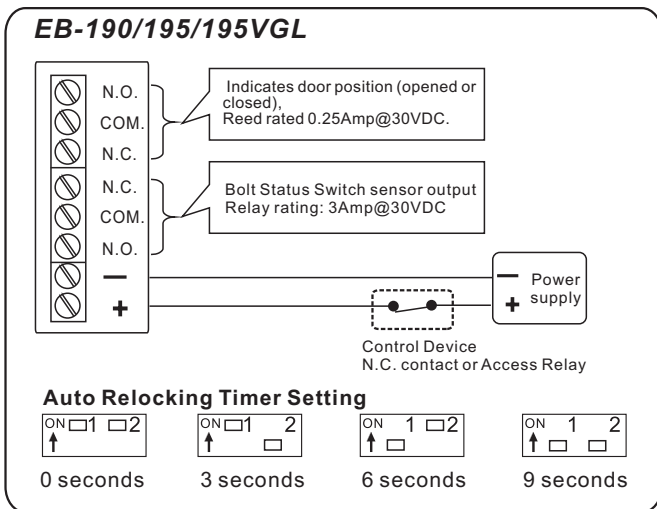 EB-190/195/195VGL
N.O.
COM.
N.C.
Indicates door position (opened or
closed),
Reed rated 0.25Amp@30VDC.
N.C.
COM.
N.O.
Bolt Status Switch sensor output
Relay rating: 3Amp@30VDC
—
+
— Power
+ supply
Control Device
N.C. contact or Access Relay
Auto Relocking Timer Setting
ON 1 2
ON 1 2
ON 1 2
ON 1 2
0 seconds
3 seconds
6 seconds
9 seconds